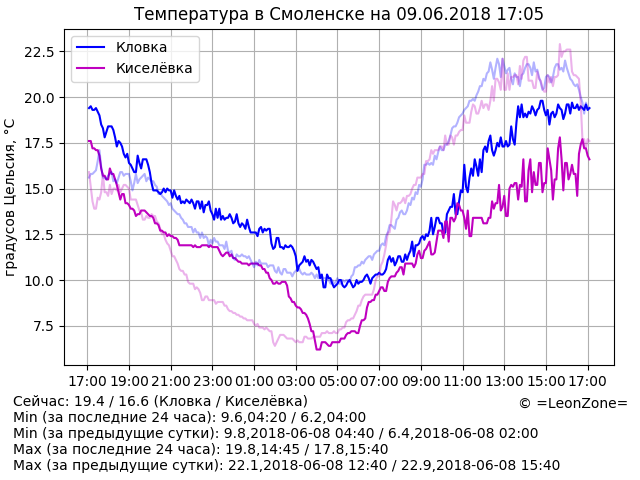 Температура в Смоленске на 09.06.2018 17:05
Кловка
Киселёвка
градусов Цельсия, °C
22.5
20.0
17.5
15.0
12.5
10.0
7.5
17:00 19:00 21:00 23:00 01:00 03:00 05:00 07:00 09:00 11:00 13:00 15:00 17:00
Сейчас: 19.4 / 16.6 (Кловка / Киселёвка)
© =LeonZone=
Min (за последние 24 часа): 9.6,04:20 / 6.2,04:00
Min (за предыдущие сутки): 9.8,2018-06-08 04:40 / 6.4,2018-06-08 02:00
Max (за последние 24 часа): 19.8,14:45 / 17.8,15:40
Max (за предыдущие сутки): 22.1,2018-06-08 12:40 / 22.9,2018-06-08 15:40